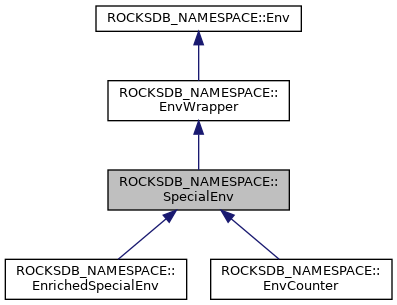 ROCKSDB_NAMESPACE::Env
ROCKSDB_NAMESPACE::
EnvWrapper
ROCKSDB_NAMESPACE::
SpecialEnv
ROCKSDB_NAMESPACE::
EnrichedSpecialEnv
ROCKSDB_NAMESPACE::
EnvCounter